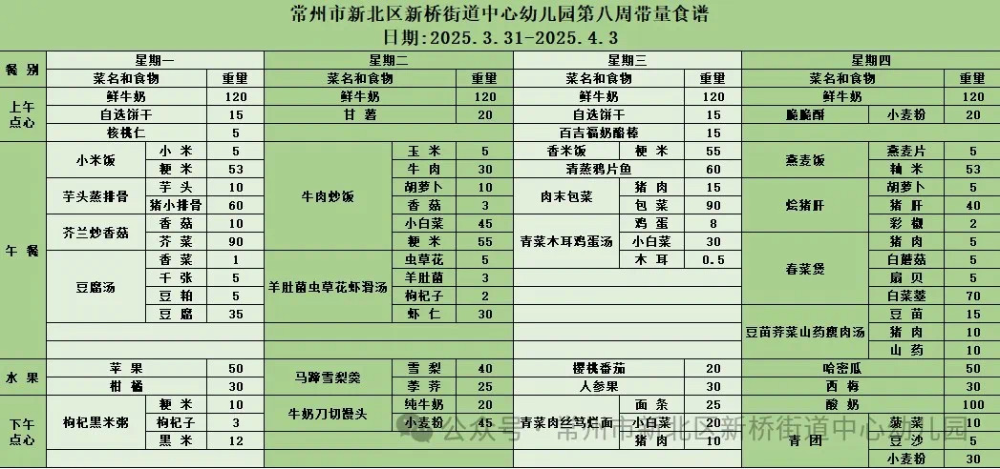 常州市新北区新桥街道中心幼儿园第八周带量食谱
日期:2025.3.31-2025.4.3
餐 别 星期一 星期二 星期三 星期四
菜名和食物 重量 菜名和食物 重量 菜名和食物 重量 菜名和食物 重量
上午点心 鲜牛奶 120 鲜牛奶 120 鲜牛奶 120 鲜牛奶 120
自选饼干 15 甘 薯 20 自选饼干 15 脆脆酥 小麦粉 20
核桃仁 5 百吉福奶酪棒 15
午 餐 小米饭 小 米 5 牛肉炒饭 玉 米 5 香米饭 粳 米 55 燕麦饭 燕麦片 5
粳 米 53 牛 肉 30 清蒸鸦片鱼 60 籼 米 53
芋头蒸排骨 芋 头 10 胡萝卜 10 肉末包菜 猪 肉 15 烩猪肝 胡萝卜 5
猪小排骨 60 香 菇 3 包 菜 90 猪 肝 40
芥兰炒香菇 香 菇 10 小白菜 45 青菜木耳鸡蛋汤 鸡 蛋 8 彩 椒 2
芥 菜 90 粳 米 55 小白菜 30 春菜煲 猪 肉 5
豆腐汤 香 菜 1 羊肚菌虫草花虾滑汤 虫草花 5 木 耳 0.5 白蘑菇 5
千 张 5 羊肚菌 3 扇 贝 5
豆 粕 5 枸杞子 2 白菜薹 70
豆 腐 35 虾 仁 30 豆苗荠菜山药瘦肉汤 豆 苗 15
猪 肉 10
山 药 10
水 果 苹 果 50 马蹄雪梨羹 雪 梨 40 樱桃番茄 20 哈密瓜 50
柑 橘 30 荸 荠 25 人参果 30 西 梅 30
下午点心 枸杞黑米粥 粳 米 10 牛奶刀切馒头 纯牛奶 20 青菜肉丝笃烂面 面 条 25 酸 奶 100
枸杞子 3 小麦粉 45 小白菜 20 青 团 菠 菜 10
黑 米 12 猪 肉 10 豆 沙 5
小麦粉 30
公众号·常州市新北区新桥街道中心幼儿园